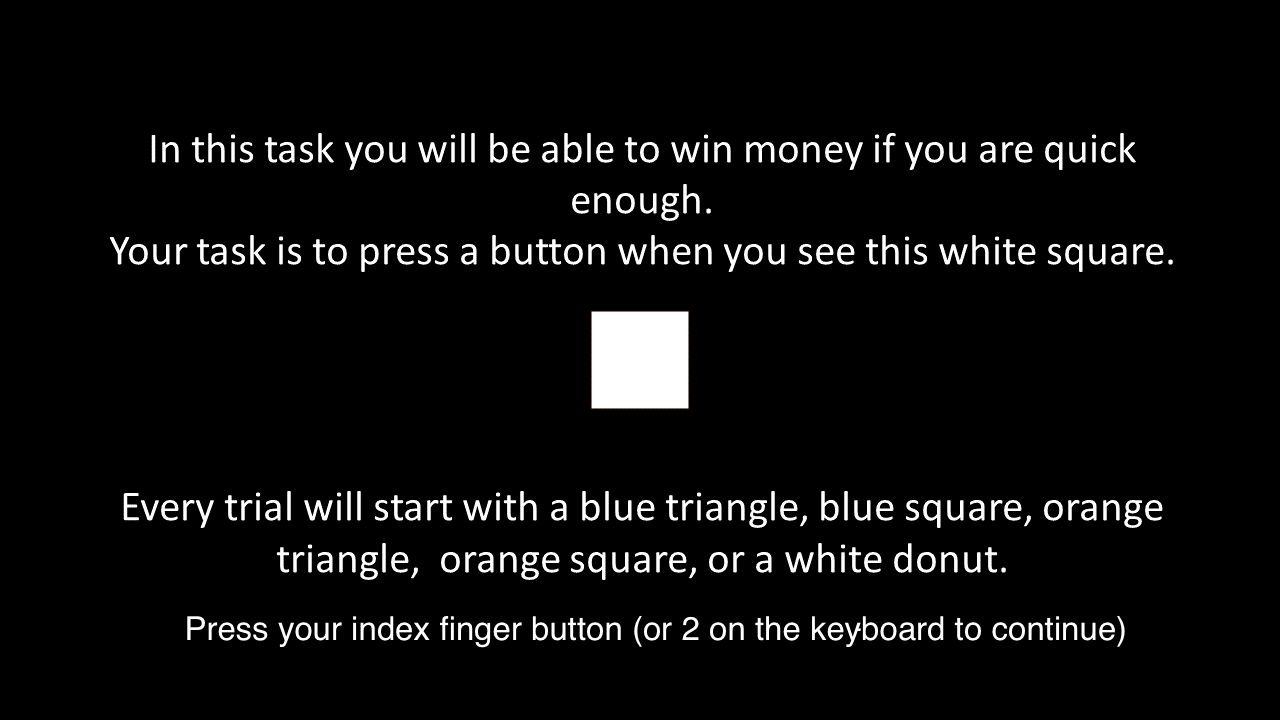 In this task you will be able to win money if you are quick
enough.
Your task is to press a button when you see this white square.
Every trial will start with a blue triangle, blue square, orange
triangle,  orange square, or a white donut.
Press your index finger button (or 2 on the keyboard to continue)